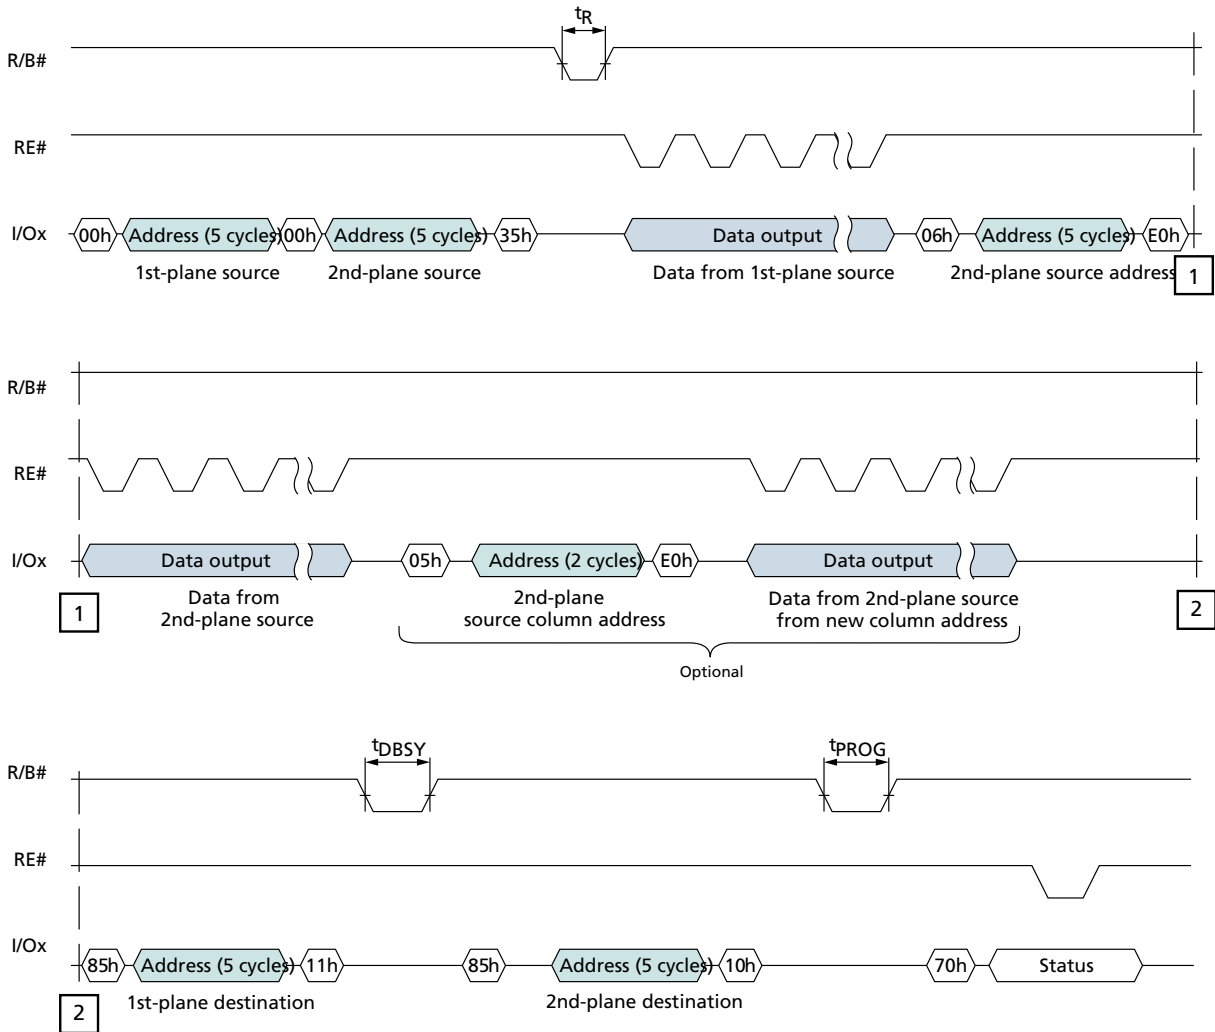 tR
R/B#
RE#
I/Ox 00h Address (5 cycles) 00h Address (5 cycles) 35h Data output 06h Address (5 cycles) E0h
1st-plane source 2nd-plane source Data from 1st-plane source 2nd-plane source address 1
R/B#
RE#
I/Ox Data output 05h Address (2 cycles) E0h Data output
1 Data from 2nd-plane Data from 2nd-plane source 2
2nd-plane source source column address from new column address
Optional
tDBSY tPROG
R/B#
RE#
I/Ox
85h Address (5 cycles) 11h 85h Address (5 cycles) 10h 70h Status
1st-plane destination 2nd-plane destination
2